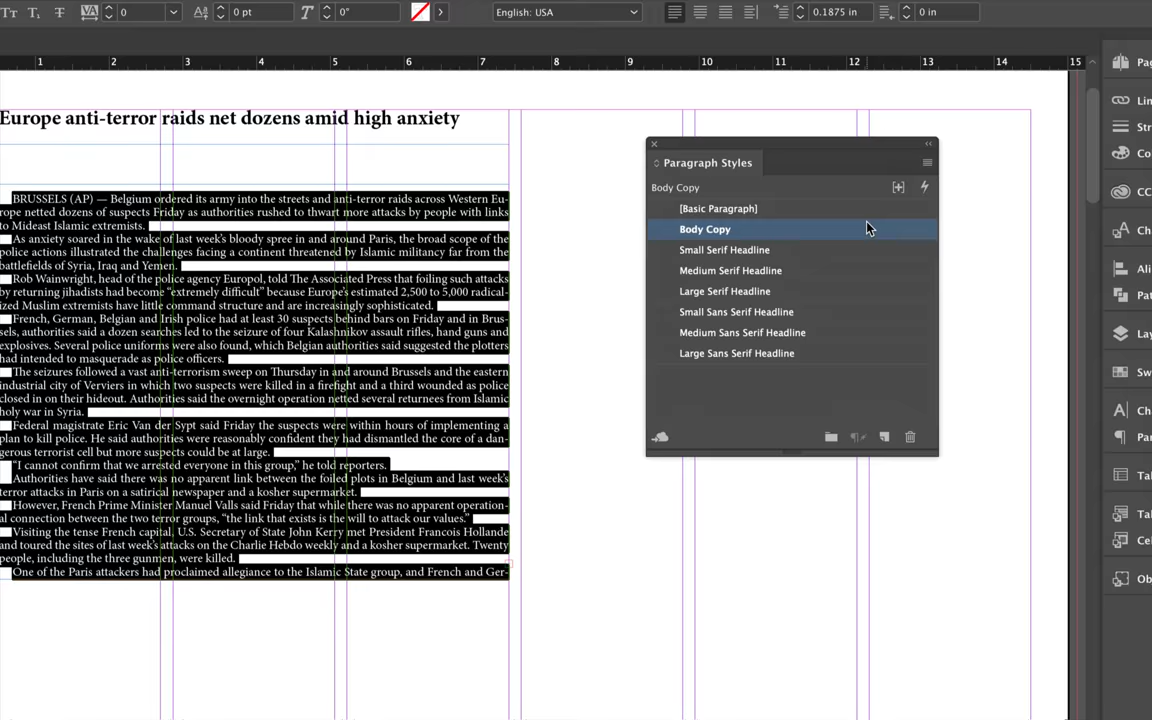 TT T, T VA 0 0 pt T 0° English: USA 0.1875 in 0 in
1 2 3 4 5 6 7 8 9 10 11 12 13 14 15
Europe anti-terror raids net dozens amid high anxiety
BRUSSELS (AP) — Belgium ordered its army into the streets and anti-terror raids across Western Eu-
rope netted dozens of suspects Friday as authorities rushed to thwart more attacks by people with links
to Mideast Islamic extremists.
As anxiety soared in the wake of last week's bloody spree in and around Paris, the broad scope of the
police actions illustrated the challenges facing a continent threatened by Islamic militancy far from the
battlefields of Syria, Iraq and Yemen.
Rob Wainwright, head of the police agency Europol, told The Associated Press that foiling such attacks
by returning jihadists had become “extremely difficult” because Europe's estimated 2,500 to 5,000 radical-
ized Muslim extremists have little command structure and are increasingly sophisticated.
French, German, Belgian and Irish police had at least 30 suspects behind bars on Friday and in Brus-
sels, authorities said a dozen searches led to the seizure of four Kalashnikov assault rifles, hand guns and
explosives. Several police uniforms were also found, which Belgian authorities said suggested the plotters
had intended to masquerade as police officers.
The seizures followed a vast anti-terrorism sweep on Thursday in and around Brussels and the eastern
industrial city of Verviers in which two suspects were killed in a firefight and a third wounded as police
closed in on their hideout. Authorities said the overnight operation netted several returnees from Islamic
holy war in Syria.
Federal magistrate Eric Van der Sypt said Friday the suspects were within hours of implementing a
plan to kill police. He said authorities were reasonably confident they had dismantled the core of a dan-
gerous terrorist cell but more suspects could be at large.
“I cannot confirm that we arrested everyone in this group,” he told reporters.
Authorities have said there was no apparent link between the foiled plots in Belgium and last week's
terror attacks in Paris on a satirical newspaper and a kosher supermarket.
However, French Prime Minister Manuel Valls said Friday that while there was no apparent operation-
al connection between the two terror groups, “the link that exists is the will to attack our values.”
Visiting the tense French capital, U.S. Secretary of State John Kerry met President Francois Hollande
and toured the sites of last week's attacks on the Charlie Hebdo weekly and a kosher supermarket. Twenty
people, including the three gunmen, were killed.
One of the Paris attackers had proclaimed allegiance to the Islamic State group, and French and Ger-
Paragraph Styles
Body Copy
[Basic Paragraph]
Body Copy
Small Serif Headline
Medium Serif Headline
Large Serif Headline
Small Sans Serif Headline
Medium Sans Serif Headline
Large Sans Serif Headline
Pag
Lin
Str
Co
CC
Ch
Ali
Pat
Lay
Sw
Ch
Par
Tab
Tab
Cel
Ob